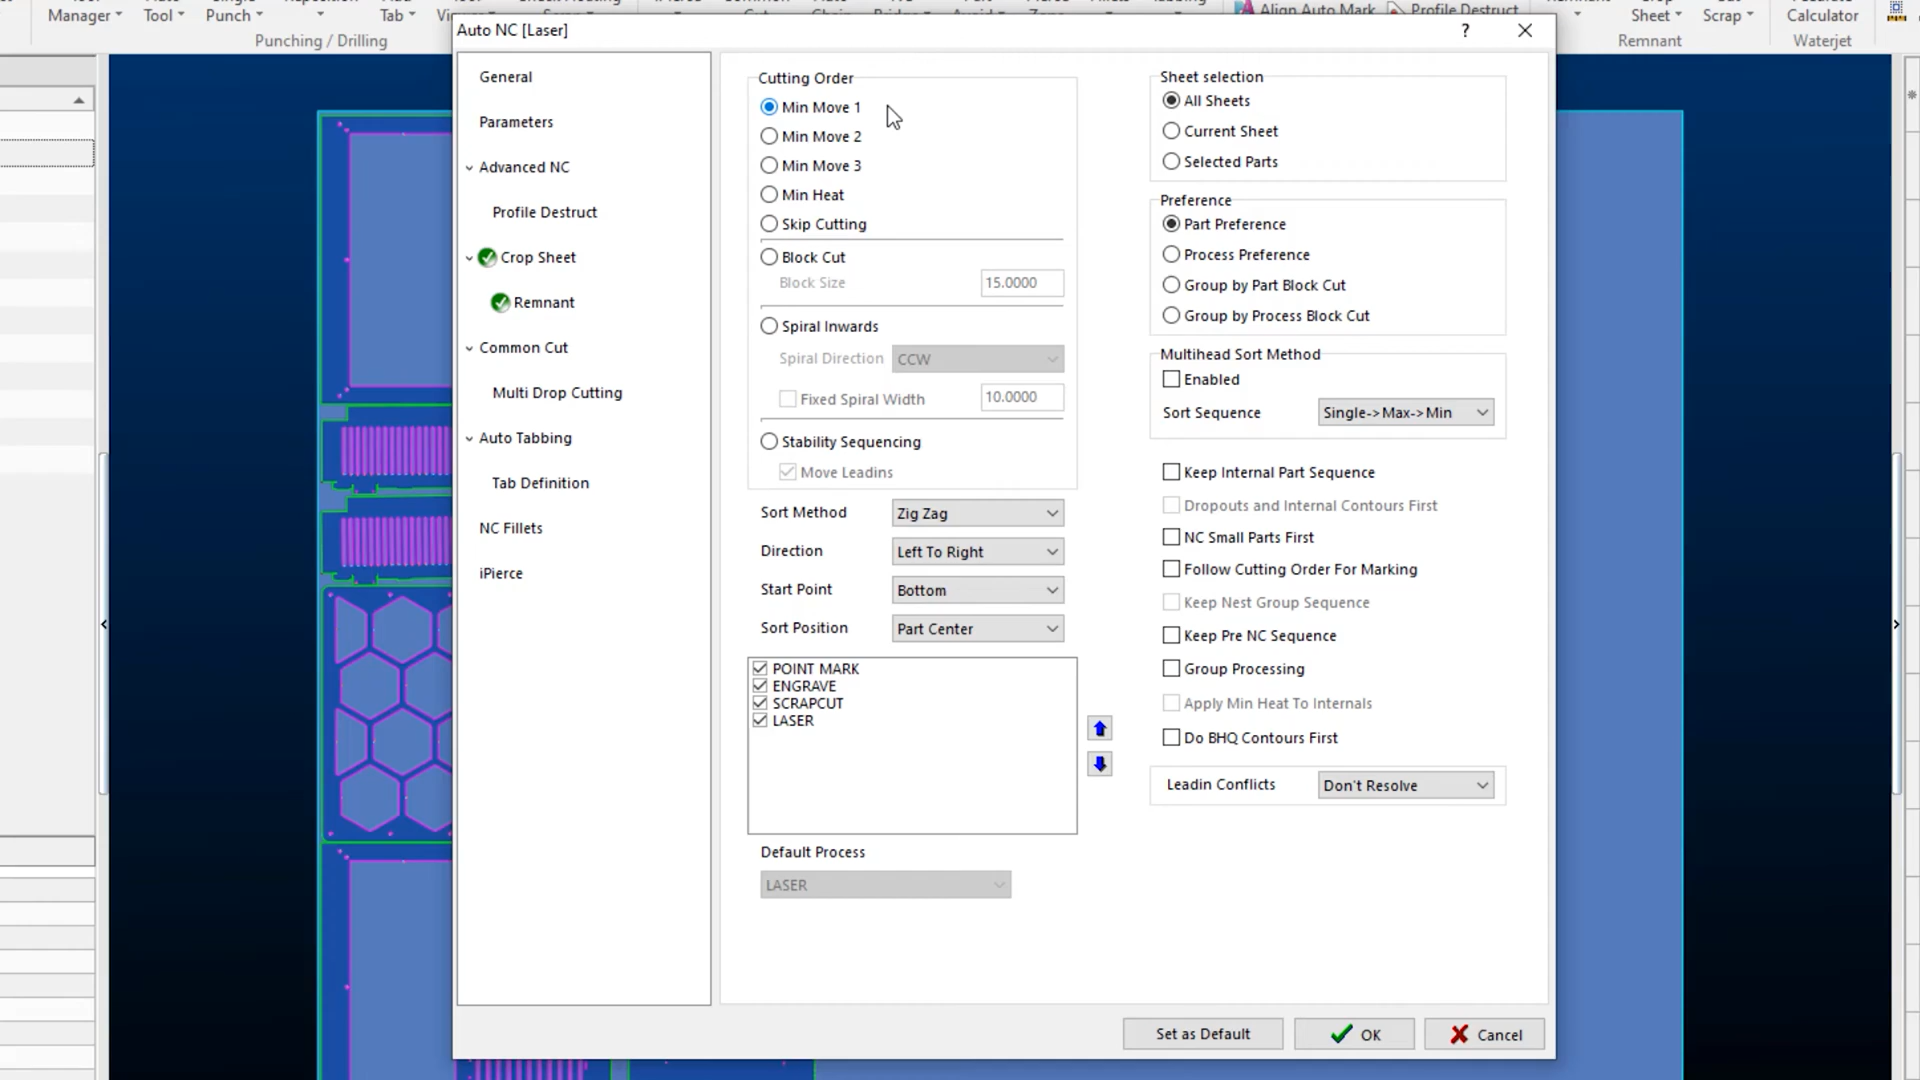 Manager
Tool
Punch
Tab
Sheet
Scrap
Calculator
Align Auto Mark
Profile Destruct
Punching / Drilling
Remnant
Waterjet
Auto NC [Laser]
?
General
Parameters
Advanced NC
Profile Destruct
Crop Sheet
Remnant
Common Cut
Multi Drop Cutting
Auto Tabbing
Tab Definition
NC Fillets
iPierce
Cutting Order
Min Move 1
Min Move 2
Min Move 3
Min Heat
Skip Cutting
Block Cut
Block Size 15.0000
Spiral Inwards
Spiral Direction CCW
Fixed Spiral Width 10.0000
Stability Sequencing
Move Leadins
Sort Method Zig Zag
Direction Left To Right
Start Point Bottom
Sort Position Part Center
POINT MARK
ENGRAVE
SCRAPCUT
LASER
Default Process
LASER
Sheet selection
All Sheets
Current Sheet
Selected Parts
Preference
Part Preference
Process Preference
Group by Part Block Cut
Group by Process Block Cut
Multihead Sort Method
Enabled
Sort Sequence Single->Max->Min
Keep Internal Part Sequence
Dropouts and Internal Contours First
NC Small Parts First
Follow Cutting Order For Marking
Keep Nest Group Sequence
Keep Pre NC Sequence
Group Processing
Apply Min Heat To Internals
Do BHQ Contours First
Leadin Conflicts Don't Resolve
Set as Default
OK
Cancel